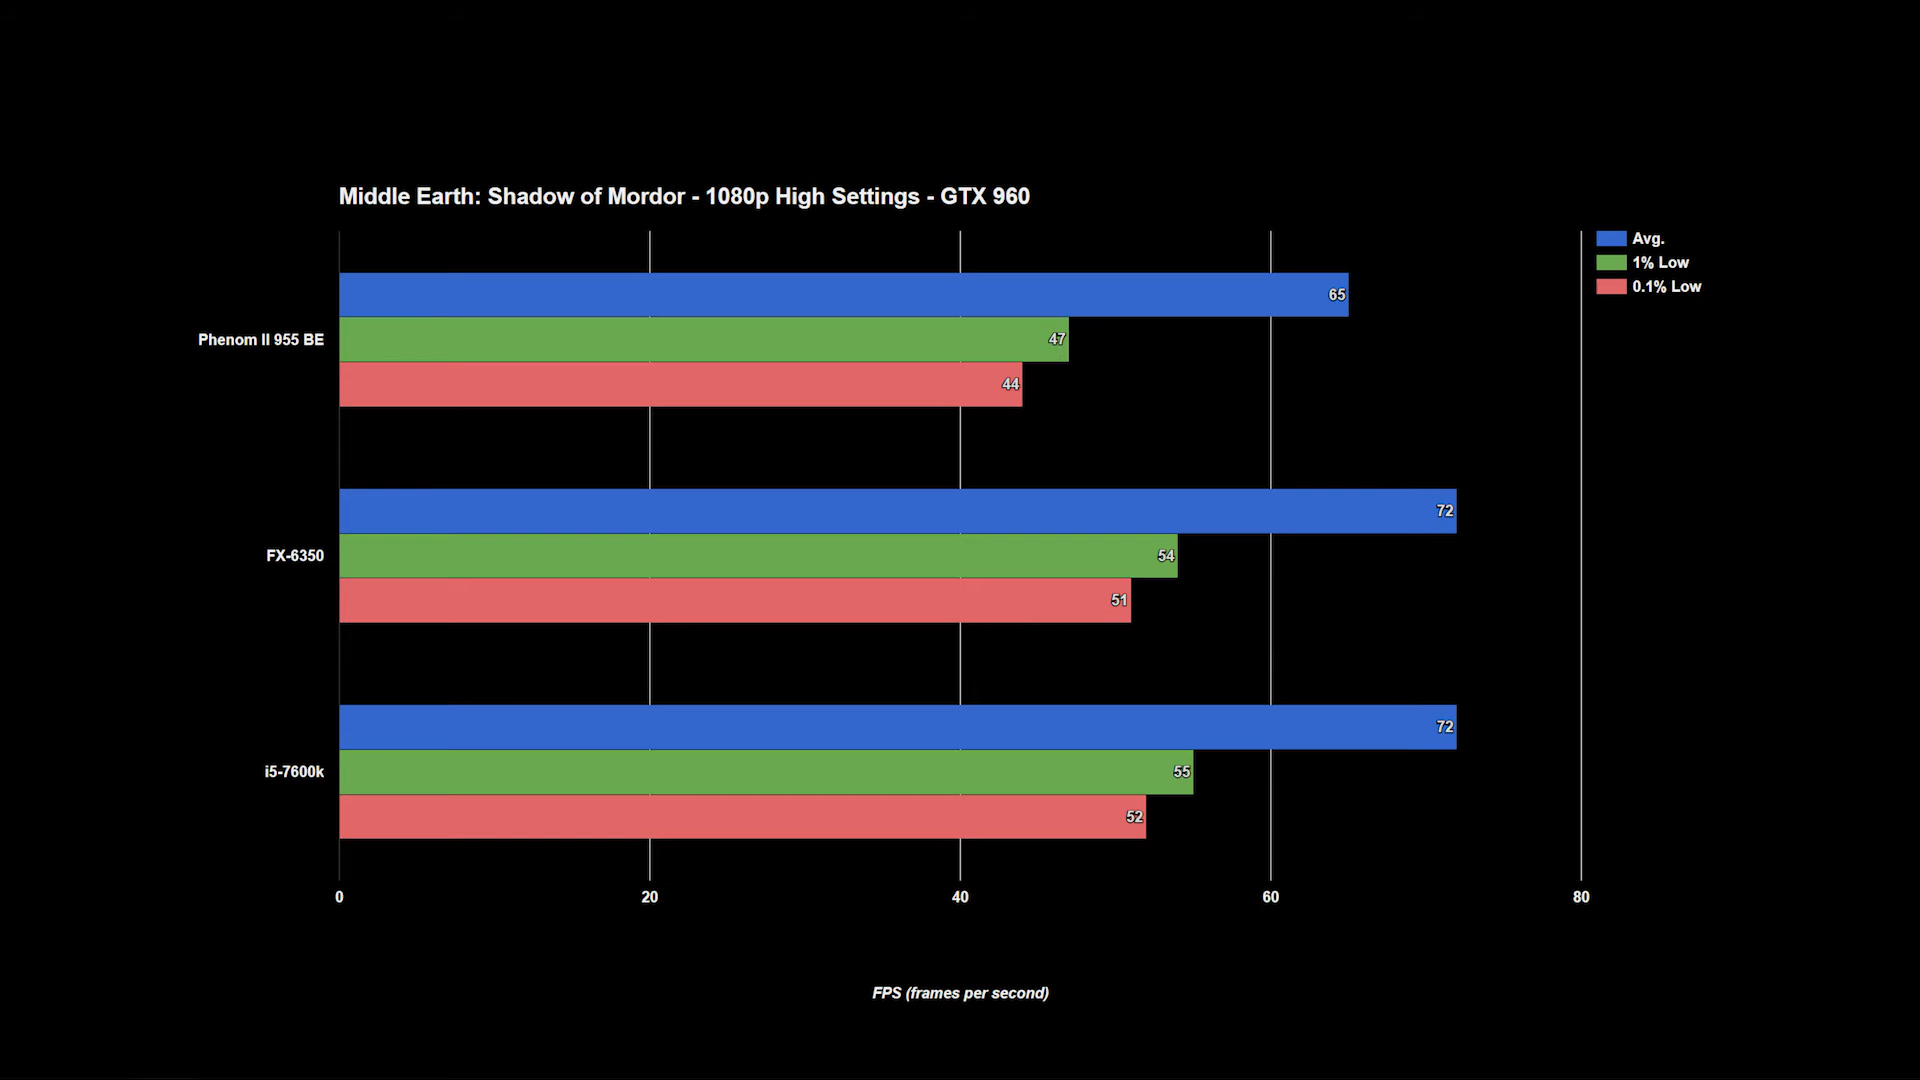 Middle Earth: Shadow of Mordor - 1080p High Settings - GTX 960
Avg.
1% Low
0.1% Low
65
Phenom II 955 BE
47
44
72
FX-6350
54
51
72
i5-7600k
55
52
0 20 40 60 80
FPS (frames per second)